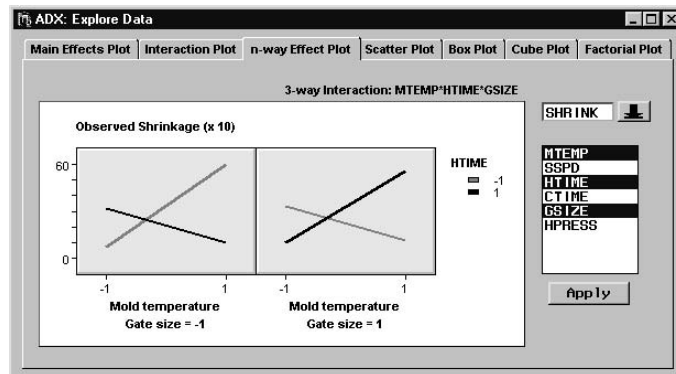 ADX: Explore Data
Main Effects Plot Interaction Plot n-way Effect Plot Scatter Plot Box Plot Cube Plot Factorial Plot
3-way Interaction: MTEMP*HTIME*GSIZE
Observed Shrinkage (x 10)
60
0
-1 1
Mold temperature
Gate size = -1
-1 1
Mold temperature
Gate size = 1
HTIME
-1
1
SHRINK
MTEMP
SSPD
HTIME
CTIME
GSIZE
HPRESS
Apply